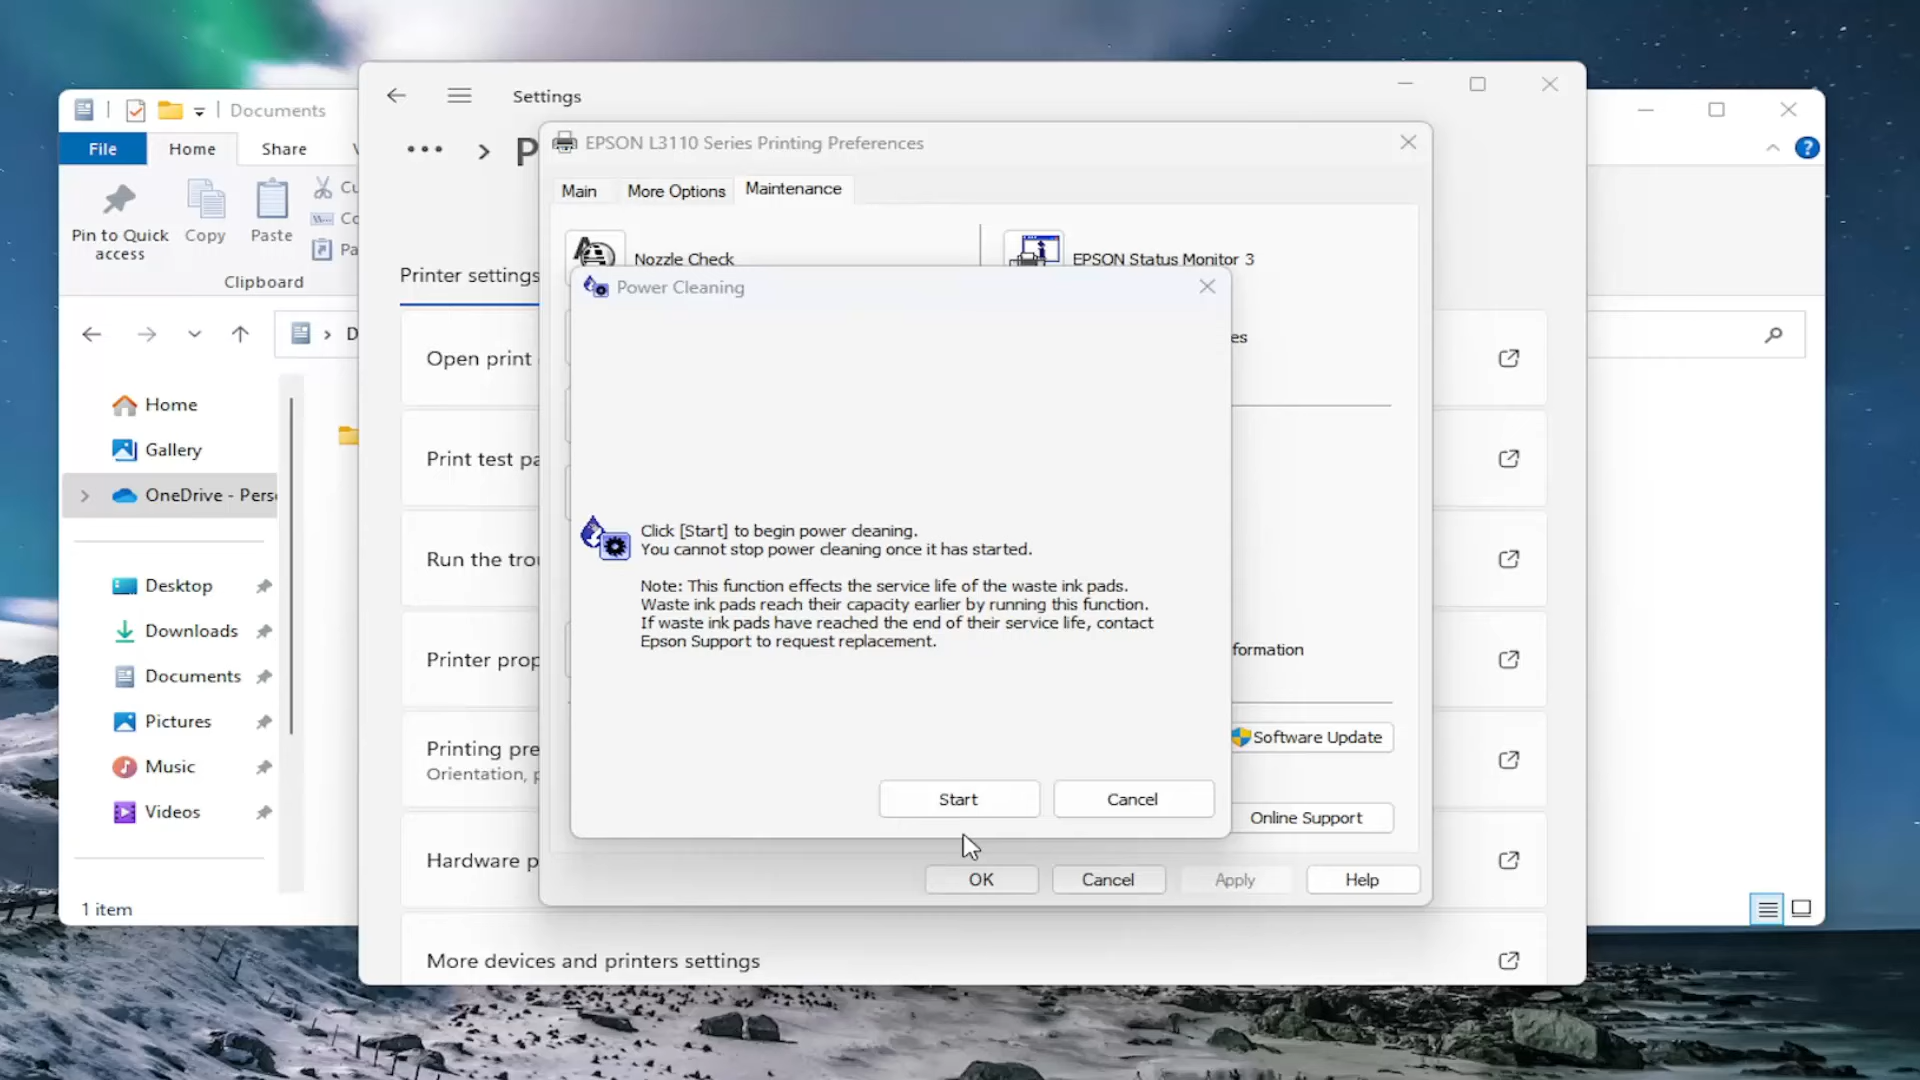 Documents
File
Home
Share
Pin to Quick
access
Copy
Paste
Clipboard
Home
Gallery
OneDrive - Pers
Desktop
Downloads
Documents
Pictures
Music
Videos
1 item
Settings
Printer settings
Open print
Print test pa
Run the tro
Printer prop
Printing pre
Orientation, p
Hardware p
More devices and printers settings
EPSON L3110 Series Printing Preferences
Main
More Options
Maintenance
Nozzle Check
EPSON Status Monitor 3
es
formation
Software Update
Online Support
Power Cleaning
Click [Start] to begin power cleaning.
You cannot stop power cleaning once it has started.
Note: This function effects the service life of the waste ink pads.
Waste ink pads reach their capacity earlier by running this function.
If waste ink pads have reached the end of their service life, contact
Epson Support to request replacement.
Start
Cancel
OK
Cancel
Apply
Help